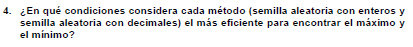 4. ¿En qué condiciones considera cada método (semilla aleatoria con enteros y
semilla aleatoria con decimales) el más eficiente para encontrar el máximo y
el mínimo?